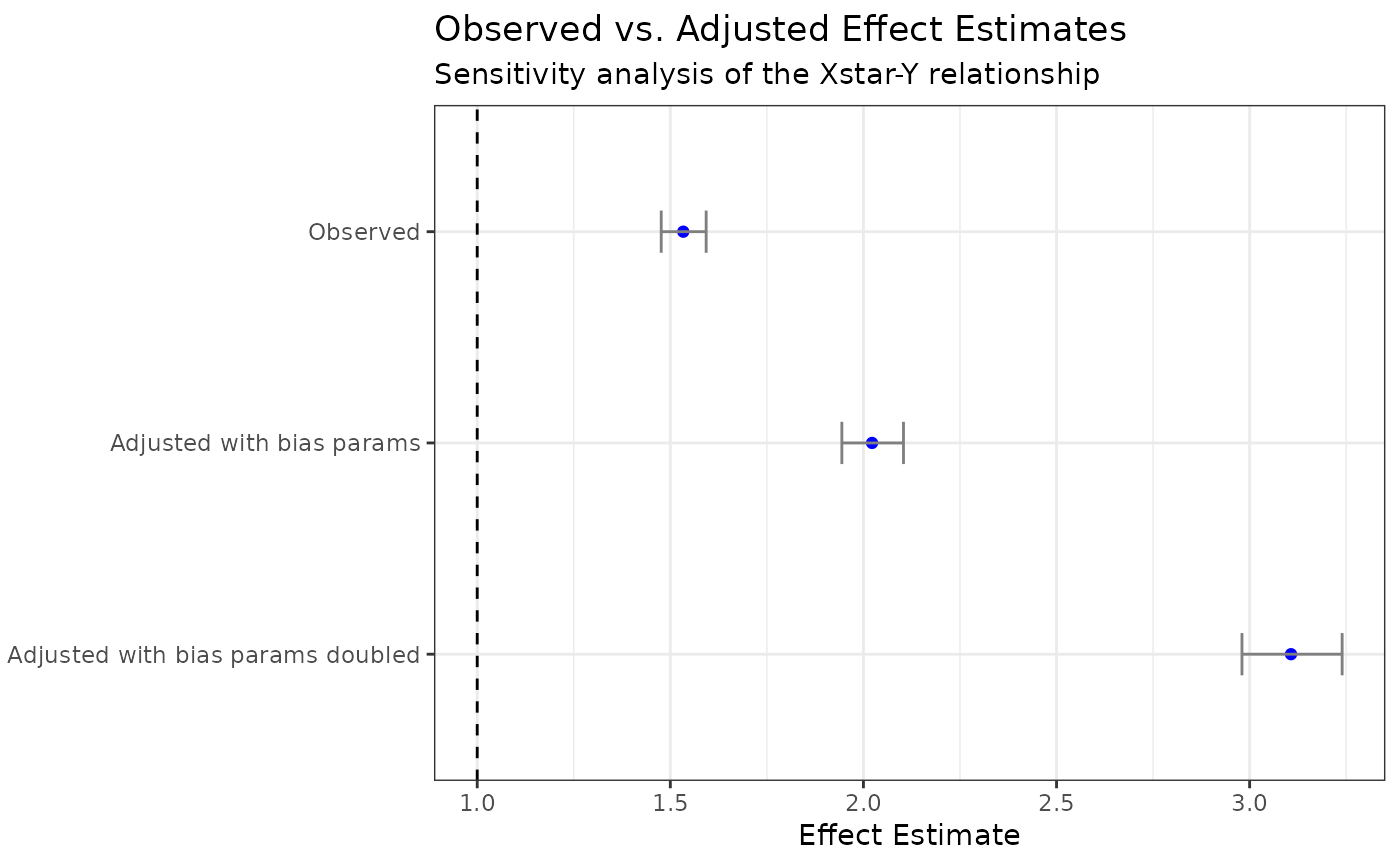 Observed vs. Adjusted Effect Estimates
Sensitivity analysis of the Xstar-Y relationship
Observed
Adjusted with bias params
Adjusted with bias params doubled
1.0 1.5 2.0 2.5 3.0
Effect Estimate